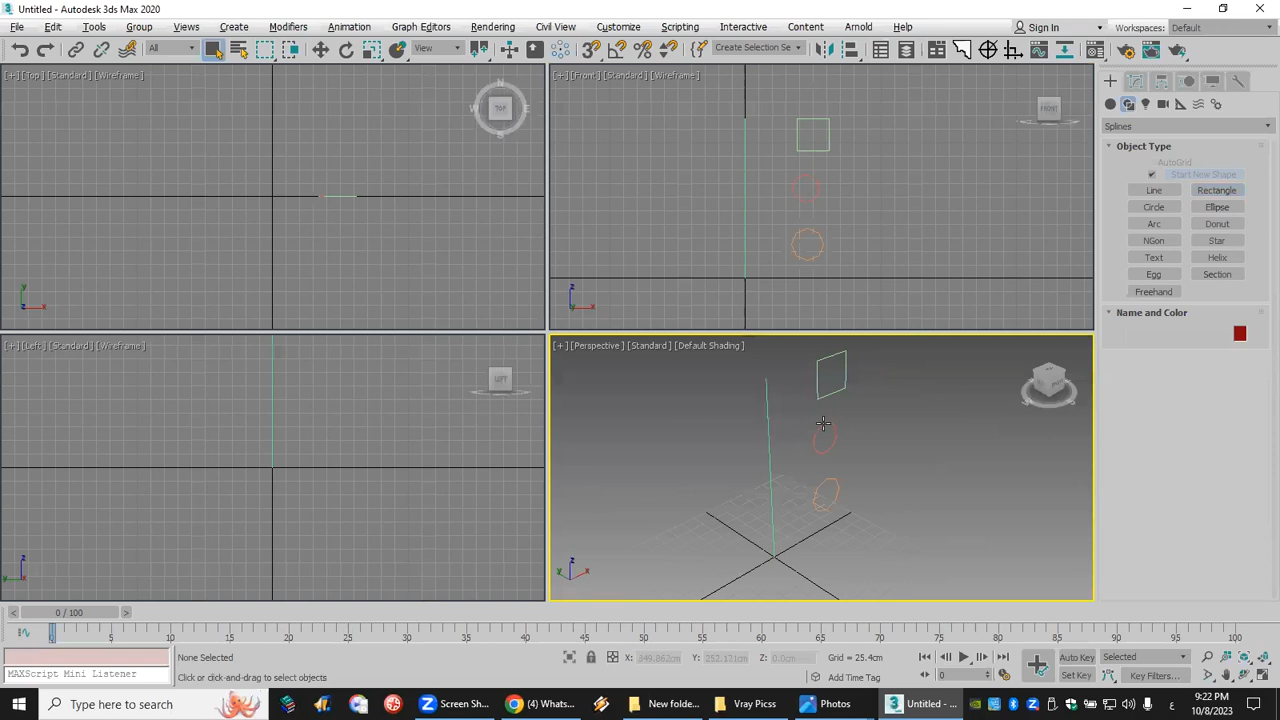 Untitled - Autodesk 3ds Max 2020
File Edit Tools Group Views Create Modifiers Animation Graph Editors Rendering Civil View Customize Scripting Interactive Content Arnold Help Sign In Workspaces: Default
All View Create Selection Se
[+] [Top] [Standard] [Wireframe]
[+] [Front] [Standard] [Wireframe]
TOP
N
W
E
S
FRONT
y
x
z
x
Splines
Object Type
AutoGrid
Start New Shape
Line Rectangle
Circle Ellipse
Arc Donut
NGon Star
Text Helix
Egg Section
Freehand
Name and Color
[+] [Left] [Standard] [Wireframe]
[+] [Perspective] [Standard] [Default Shading]
LEFT
z
y
z
y
x
< 0 / 100 >
0 5 10 15 20 25 30 35 40 45 50 55 60 65 70 75 80 85 90 95 100
None Selected X: 349.862cm Y: 252.121cm Z: 0.0cm Grid = 25.4cm Auto Key Selected
MAXScript Mini Listener Click or click-and-drag to select objects Add Time Tag 0 Set Key Key Filters...
Type here to search Screen Sh... (4) Whats... New folde... Vray Picss Photos Untitled - ...
9:22 PM
10/8/2023